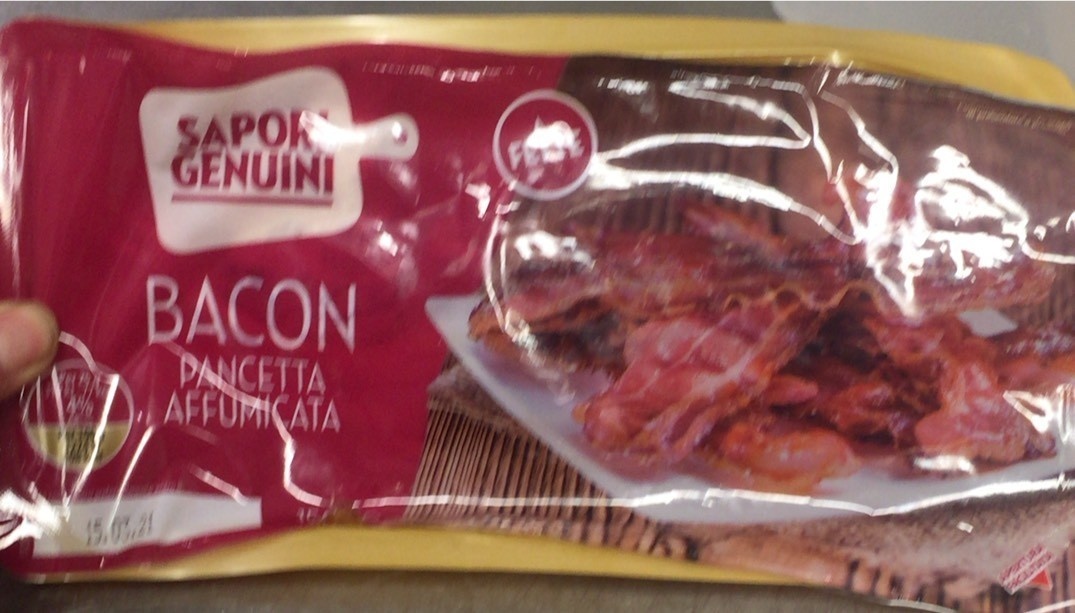 SAPORI
GENUINI
BACON
PANCETTA
AFFUMICATA
15.03.21